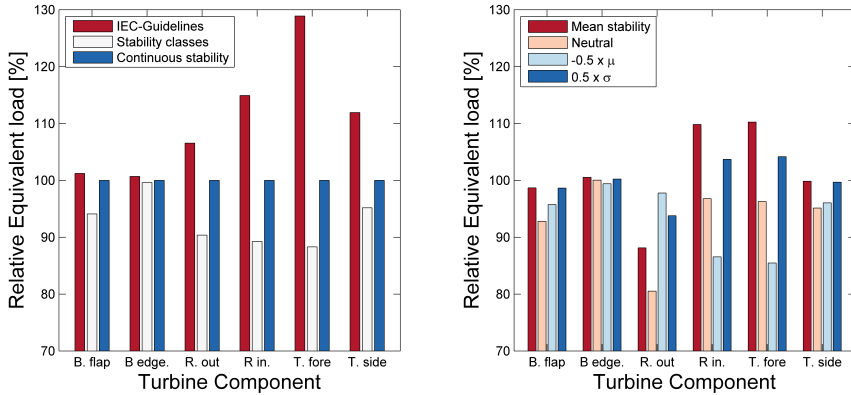 130
120
110
100
90
80
70
Relative Equivalent load [%]
IEC-Guidelines
Stability classes
Continuous stability
B. flap B edge. R. out R in. T. fore T. side
Turbine Component
130
120
110
100
90
80
70
Relative Equivalent load [%]
Mean stability
Neutral
-0.5 x μ
0.5 x σ
B. flap B edge. R. out R in. T. fore T. side
Turbine Component